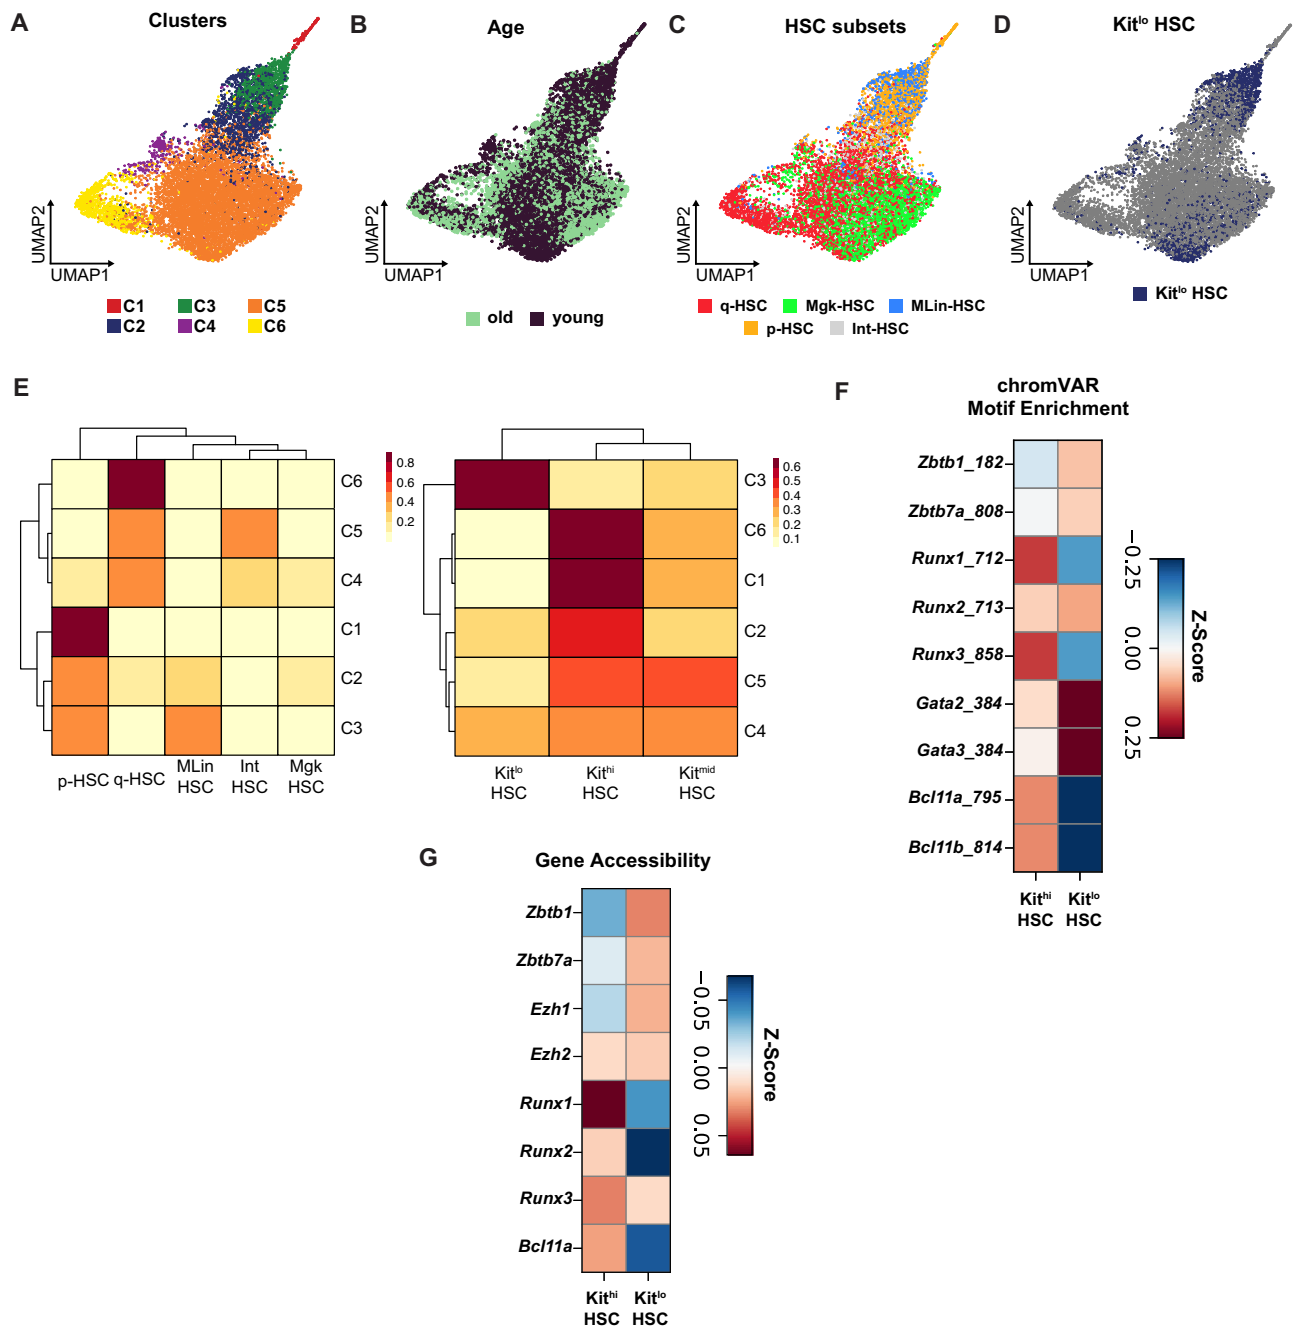 A
Clusters
UMAP2
UMAP1
C1
C3
C5
C2
C4
C6
B
Age
UMAP2
UMAP1
old
young
C
HSC subsets
UMAP2
UMAP1
q-HSC
Mgk-HSC
MLin-HSC
p-HSC
Int-HSC
D
Kitlo HSC
UMAP2
UMAP1
Kitlo HSC
E
0.8
0.6
0.4
0.2
C6
C5
C4
C1
C2
C3
p-HSC
q-HSC
MLin
HSC
Int
HSC
Mgk
HSC
0.6
0.5
0.4
0.3
0.2
0.1
C3
C6
C1
C2
C5
C4
Kitlo
HSC
Kithi
HSC
Kitmid
HSC
F
chromVAR
Motif Enrichment
Zbtb1_182
Zbtb7a_808
Runx1_712
Runx2_713
Runx3_858
Gata2_384
Gata3_384
Bcl11a_795
Bcl11b_814
Kithi
HSC
Kitlo
HSC
−0.25
0.00
0.25
Z-Score
G
Gene Accessibility
Zbtb1
Zbtb7a
Ezh1
Ezh2
Runx1
Runx2
Runx3
Bcl11a
Kithi
HSC
Kitlo
HSC
−0.05
0.00
0.05
Z-Score